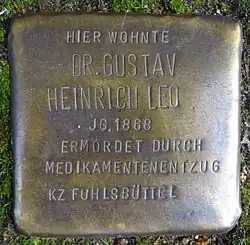 HIER WOHNTE
DR. GUSTAV
HEINRICH LEO
JG. 1868
ERMORDET DURCH
MEDIKAMENTENENTZUG
KZ FUHLSBÜTTEL